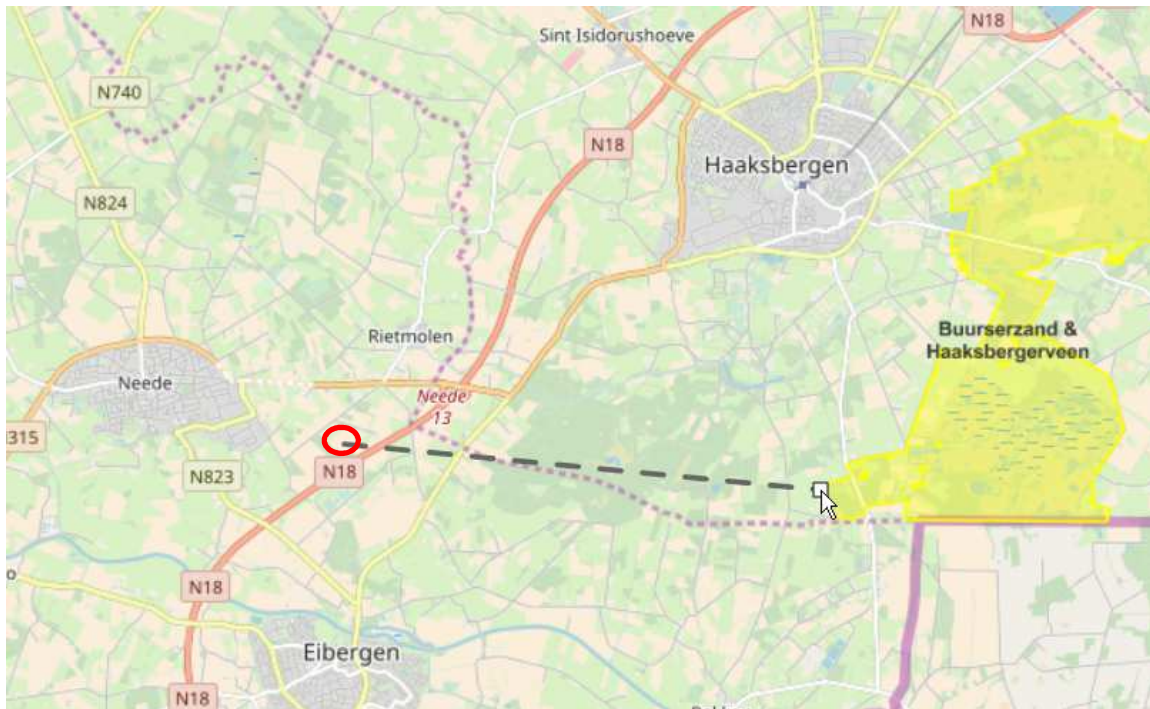 N18
Sint Isidorushoeve
N740
N18
Haaksbergen
N824
Buurserzand &
Haaksbergerveen
Rietmolen
Neede
Neede
13
315
N18
N823
o
N18
Eibergen
N18